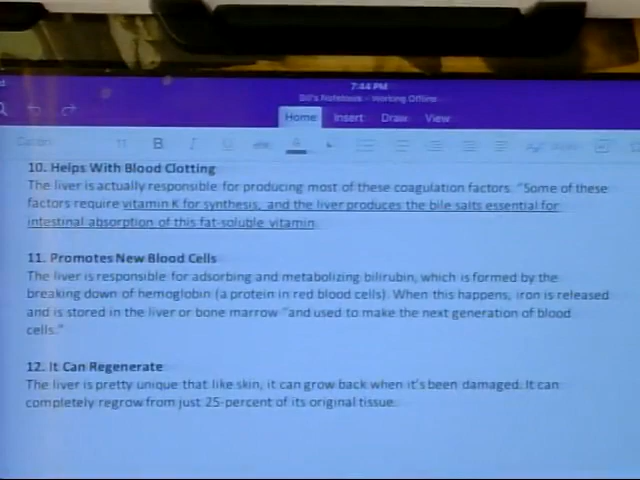 7:44 PM
Bill's Notebook - Working Offline
Home Insert Draw View
11 B I U abc A
10. Helps With Blood Clotting
The liver is actually responsible for producing most of these coagulation factors. "Some of these
factors require vitamin K for synthesis, and the liver produces the bile salts essential for
intestinal absorption of this fat-soluble vitamin.
11. Promotes New Blood Cells
The liver is responsible for adsorbing and metabolizing bilirubin, which is formed by the
breaking down of hemoglobin (a protein in red blood cells). When this happens, iron is released
and is stored in the liver or bone marrow "and used to make the next generation of blood
cells."
12. It Can Regenerate
The liver is pretty unique that like skin, it can grow back when it's been damaged. It can
completely regrow from just 25-percent of its original tissue.